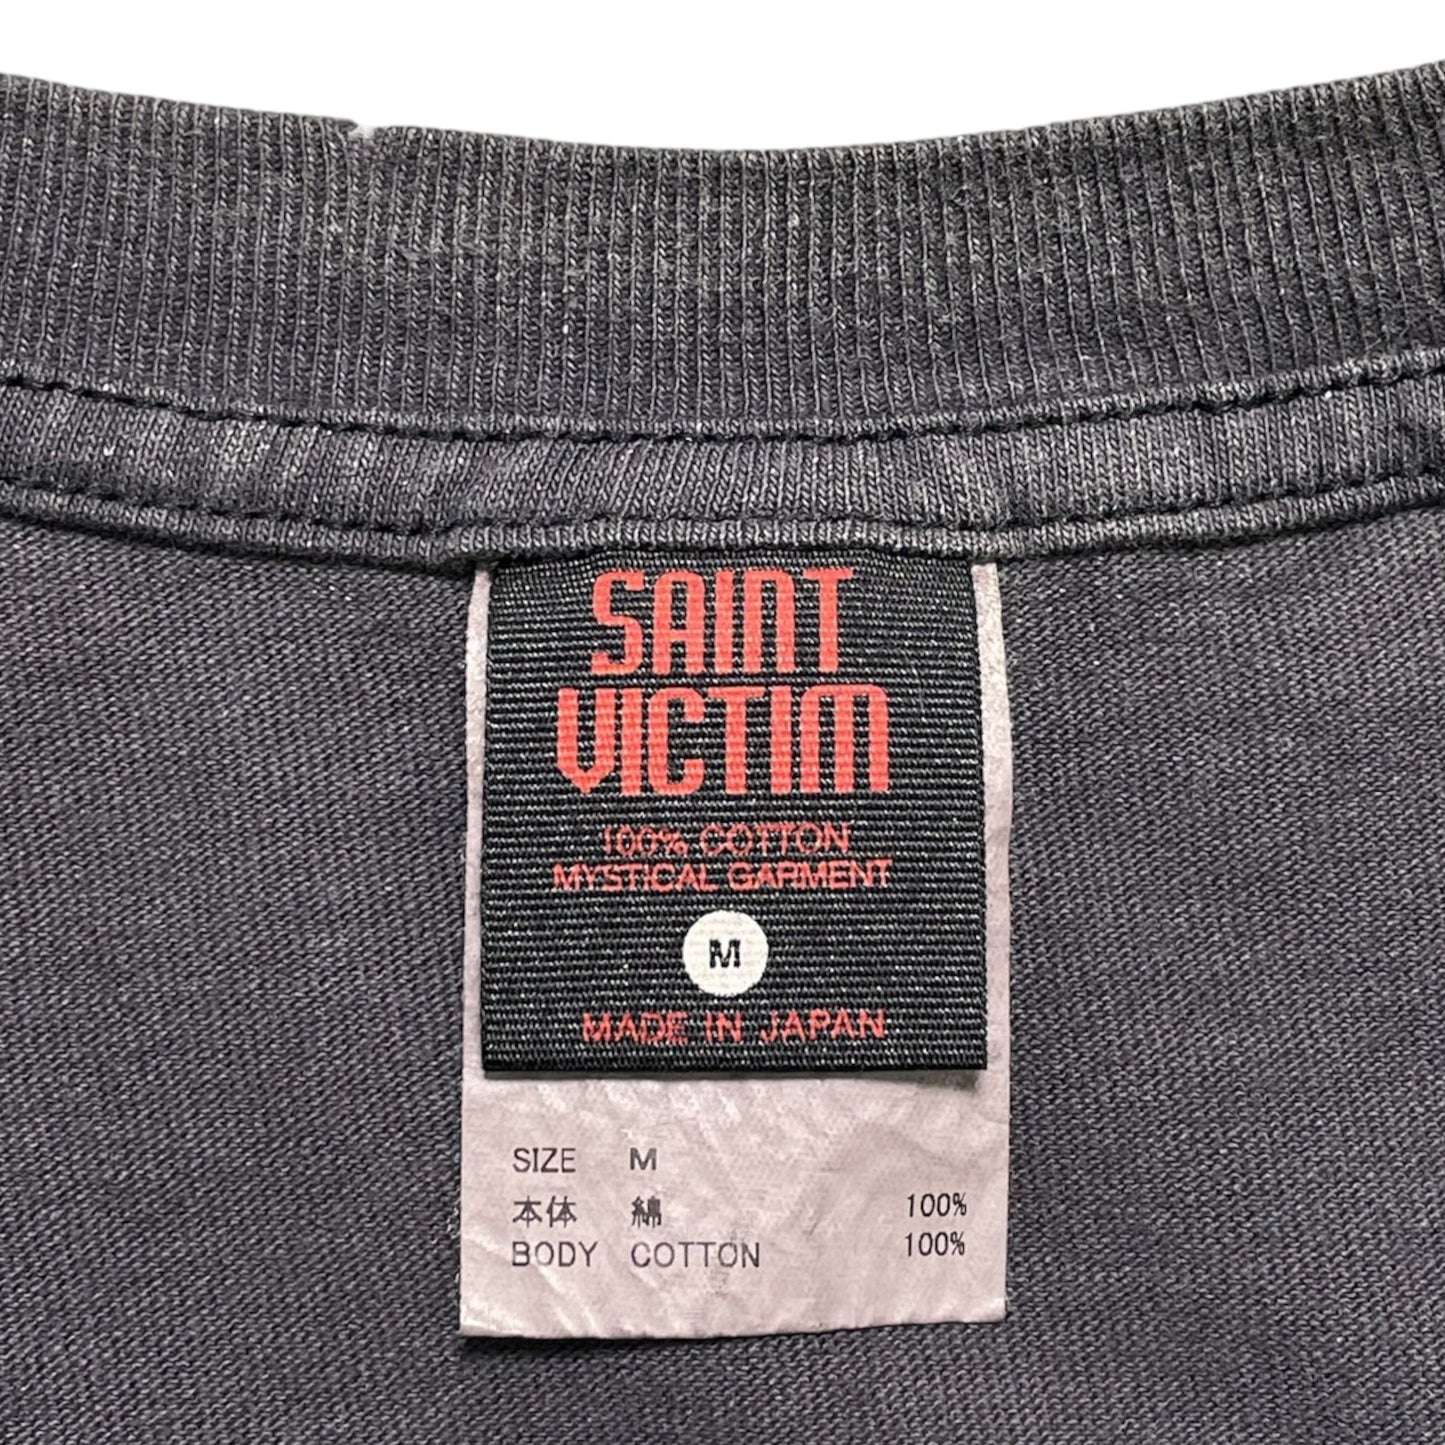 SAINT
VICTIM
100% COTTON
MYSTICAL GARMENT
M
MADE IN JAPAN
SIZE M
本体 綿 100%
BODY COTTON 100%